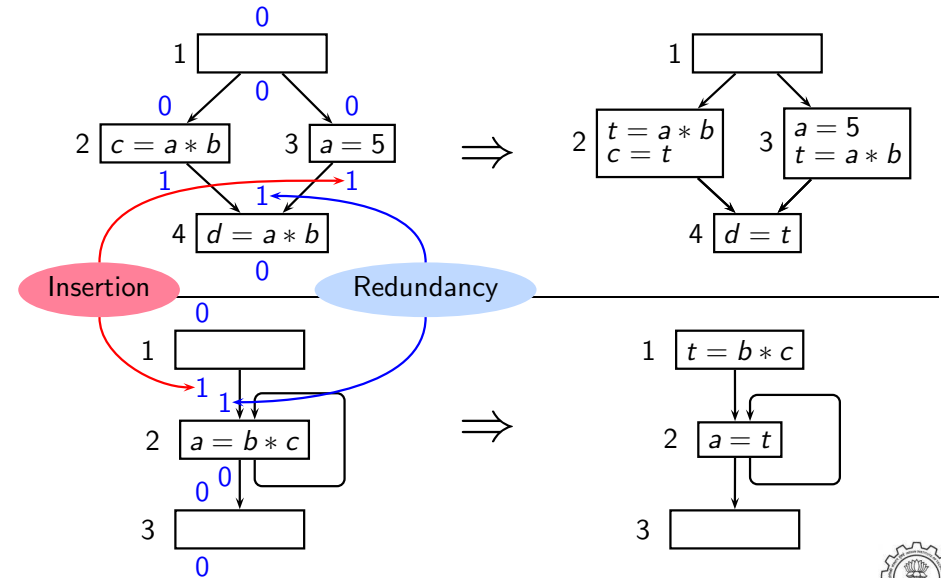 0
1
0
0
0
2 c = a ∗ b
3 a = 5
1
1
1
4 d = a ∗ b
0
⇒
1
2 t = a ∗ b
c = t
3 a = 5
t = a ∗ b
4 d = t
Insertion
Redundancy
0
1
1
1
2 a = b ∗ c
0
0
3
0
⇒
1 t = b ∗ c
2 a = t
3